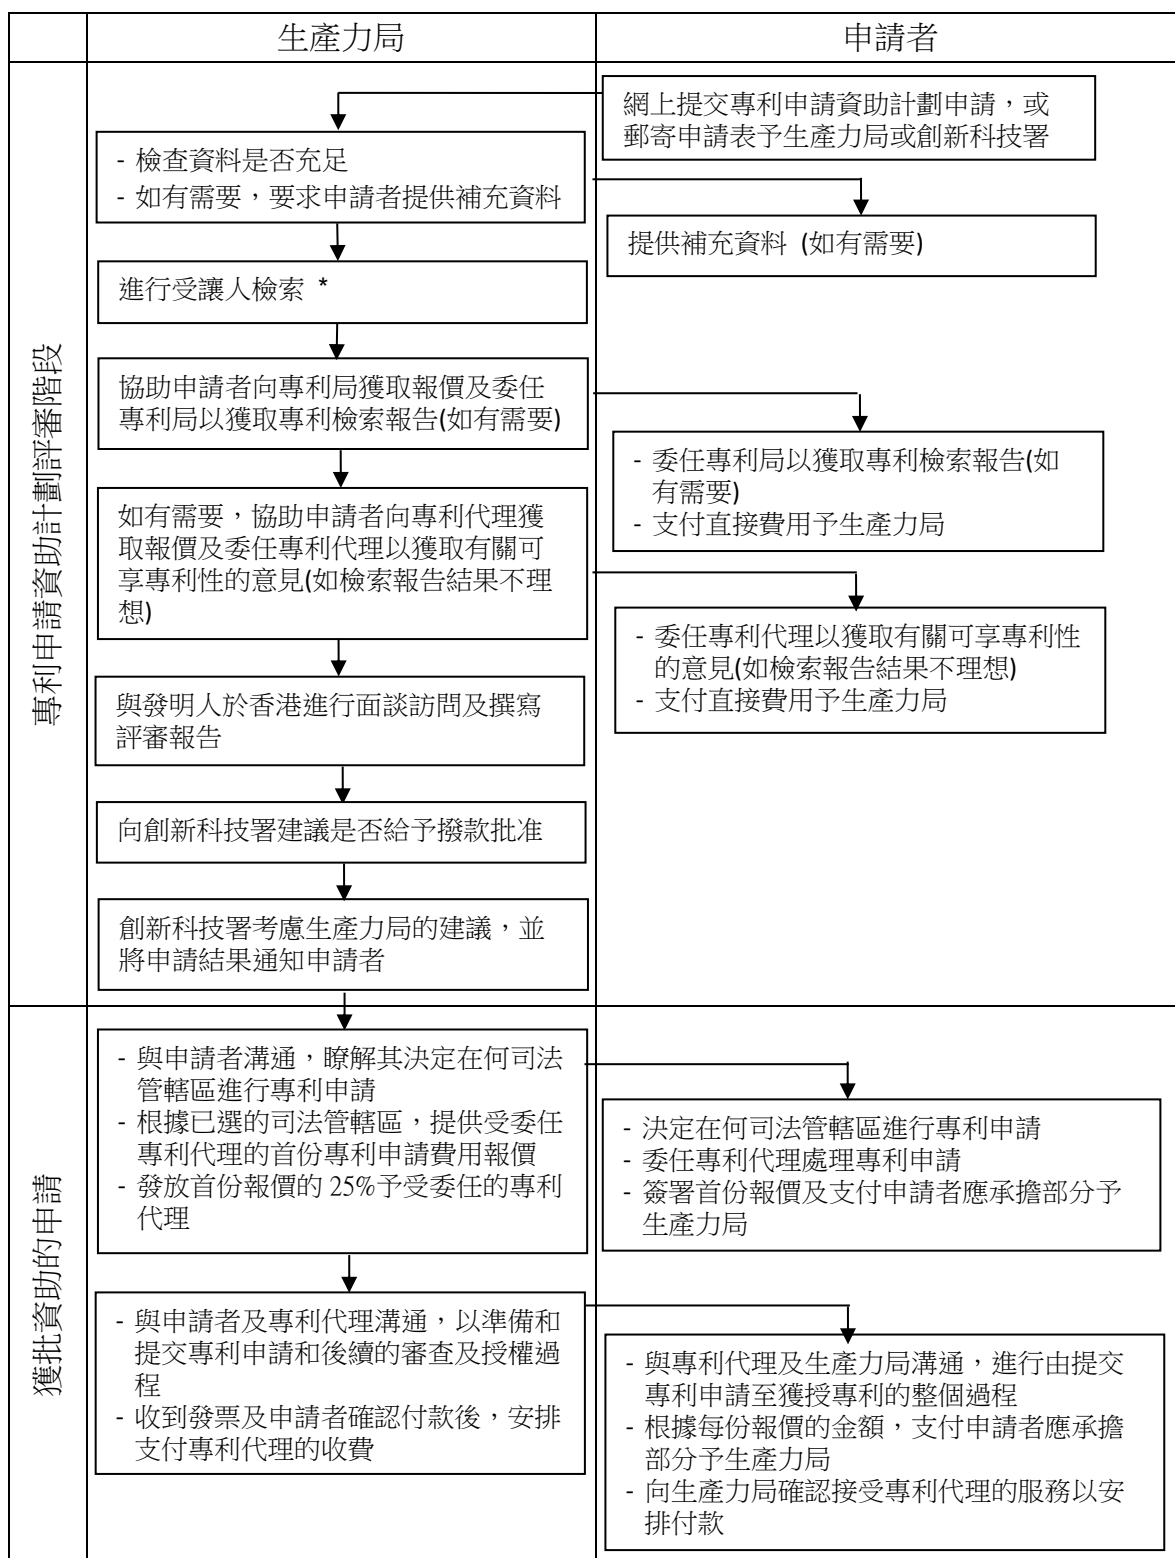 生產力局
申請者
專利申請資助計劃評審階段
網上提交專利申請資助計劃申請，或
郵寄申請表予生產力局或創新科技署
- 檢查資料是否充足
- 如有需要，要求申請者提供補充資料
提供補充資料 (如有需要)
進行受讓人檢索 *
協助申請者向專利局獲取報價及委任
專利局以獲取專利檢索報告(如有需要)
- 委任專利局以獲取專利檢索報告(如
有需要)
- 支付直接費用予生產力局
如有需要，協助申請者向專利代理獲
取報價及委任專利代理以獲取有關可
享專利性的意見(如檢索報告結果不理
想)
- 委任專利代理以獲取有關可享專利性
的意見(如檢索報告結果不理想)
- 支付直接費用予生產力局
與發明人於香港進行面談訪問及撰寫
評審報告
向創新科技署建議是否給予撥款批准
創新科技署考慮生產力局的建議，並
將申請結果通知申請者
獲批資助的申請
- 與申請者溝通，瞭解其決定在何司法
管轄區進行專利申請
- 根據已選的司法管轄區，提供受委任
專利代理的首份專利申請費用報價
- 發放首份報價的 25%予受委任的專利
代理
- 決定在何司法管轄區進行專利申請
- 委任專利代理處理專利申請
- 簽署首份報價及支付申請者應承擔部分予
生產力局
- 與申請者及專利代理溝通，以準備和
提交專利申請和後續的審查及授權過
程
- 收到發票及申請者確認付款後，安排
支付專利代理的收費
- 與專利代理及生產力局溝通，進行由提交
專利申請至獲授專利的整個過程
- 根據每份報價的金額，支付申請者應承擔
部分予生產力局
- 向生產力局確認接受專利代理的服務以安
排付款